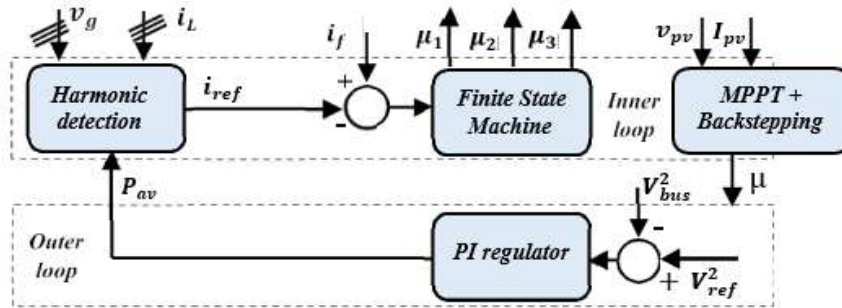 v_g
i_L
i_f
μ_1
μ_2
μ_3
v_pv
I_pv
Harmonic
detection
i_ref
+
-
Finite State
Machine
Inner
loop
MPPT +
Backstepping
P_av
V²_bus
μ
Outer
loop
PI regulator
-
+
V²_ref